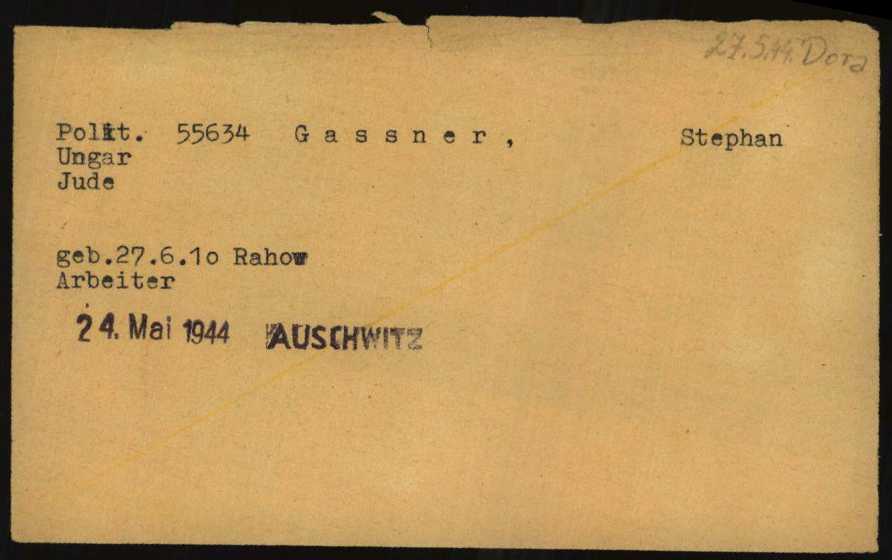 27.5.44. Dora
Polit. 55634 Gassner, Stephan
Ungar
Jude
geb.27.6.1o Rahow
Arbeiter
24. Mai 1944 AUSCHWITZ